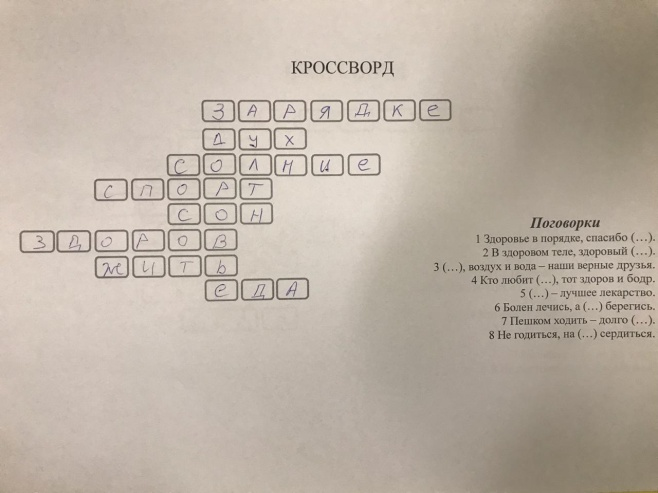 КРОССВОРД
ЗАРЯДКЕ
ДУХ
СОЛНЦЕ
СПОРТ
СОН
ЗДОРОВ
ЖИТЬ
ЕДА
Поговорки
1 Здоровье в порядке, спасибо (…).
2 В здоровом теле, здоровый (…).
3 (…), воздух и вода – наши верные друзья.
4 Кто любит (…), тот здоров и бодр.
5 (…) – лучшее лекарство.
6 Болен лечись, а (…) берегись.
7 Пешком ходить – долго (…).
8 Не годиться, на (…) сердиться.